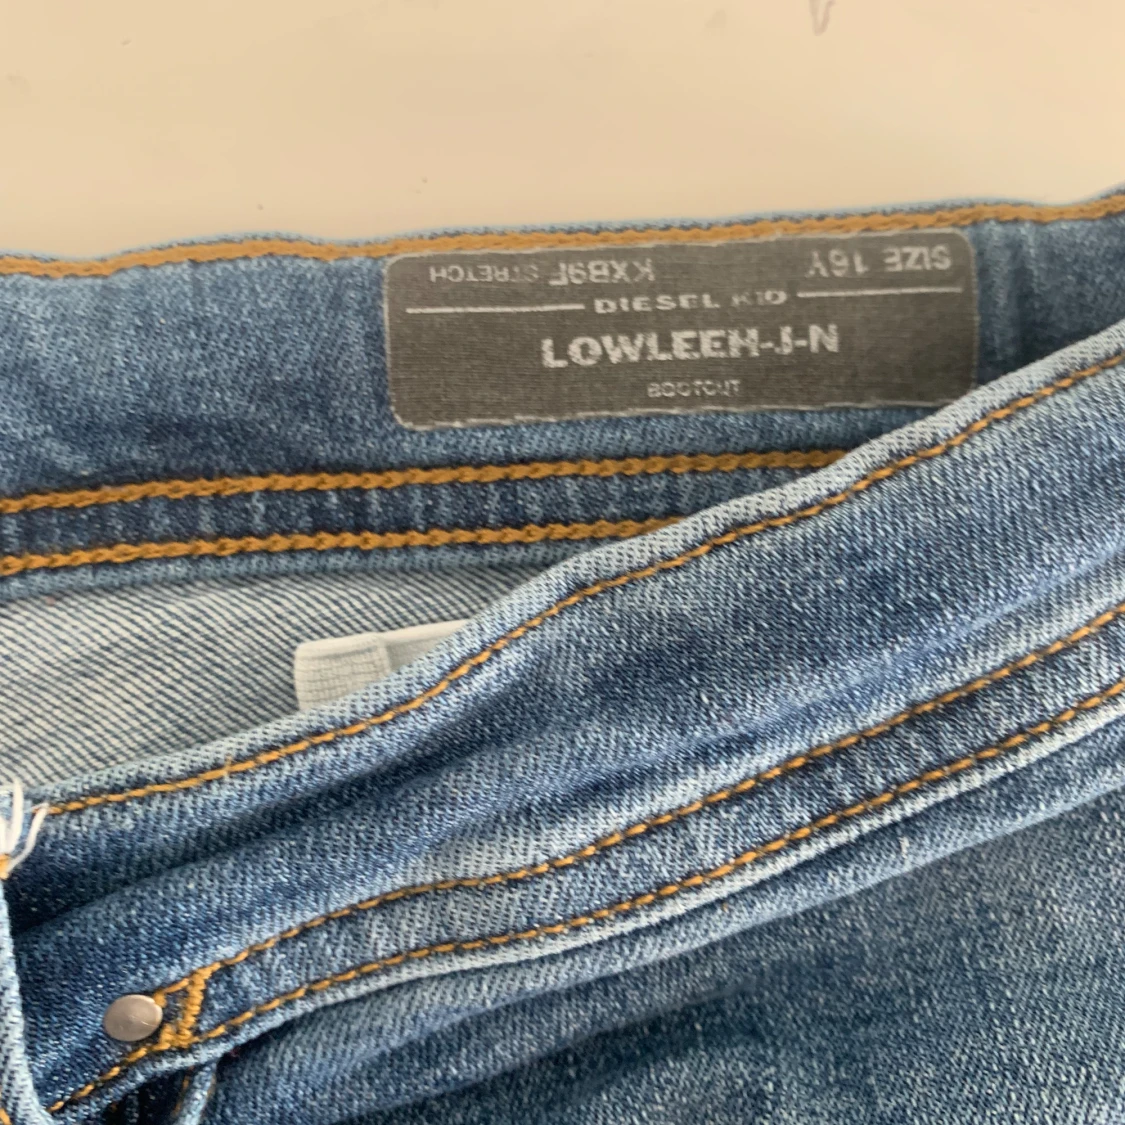 SIZE 16Y KXB9F STRETCH
DIESEL KID
LOWLEEH-J-N
BOOTCUT